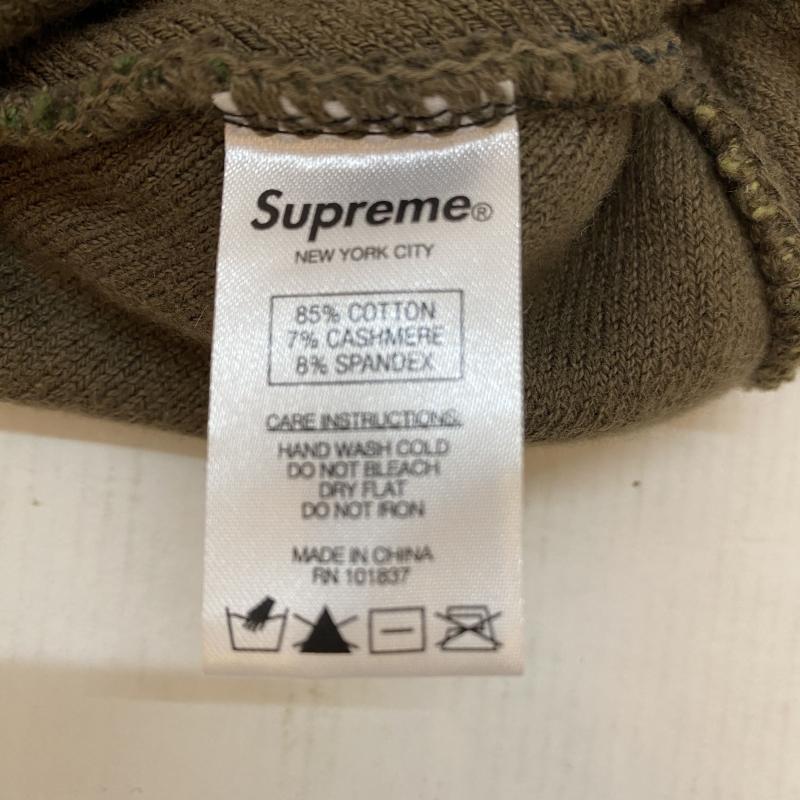 Supreme®
NEW YORK CITY
85% COTTON
7% CASHMERE
8% SPANDEX
CARE INSTRUCTIONS.
HAND WASH COLD
DO NOT BLEACH
DRY FLAT
DO NOT IRON
MADE IN CHINA
RN 101837